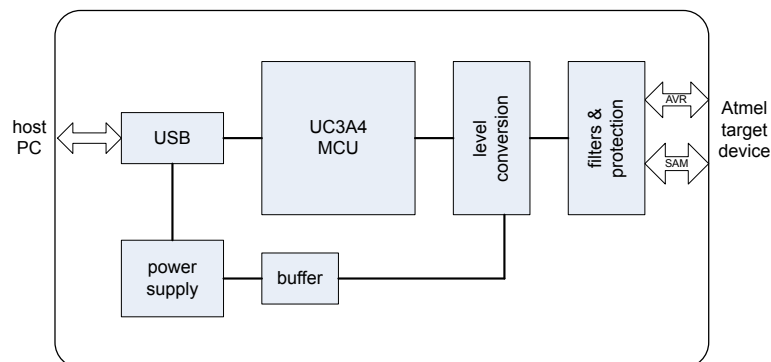 host
PC
USB
UC3A4
MCU
level
conversion
filters &
protection
AVR
SAM
Atmel
target
device
power
supply
buffer